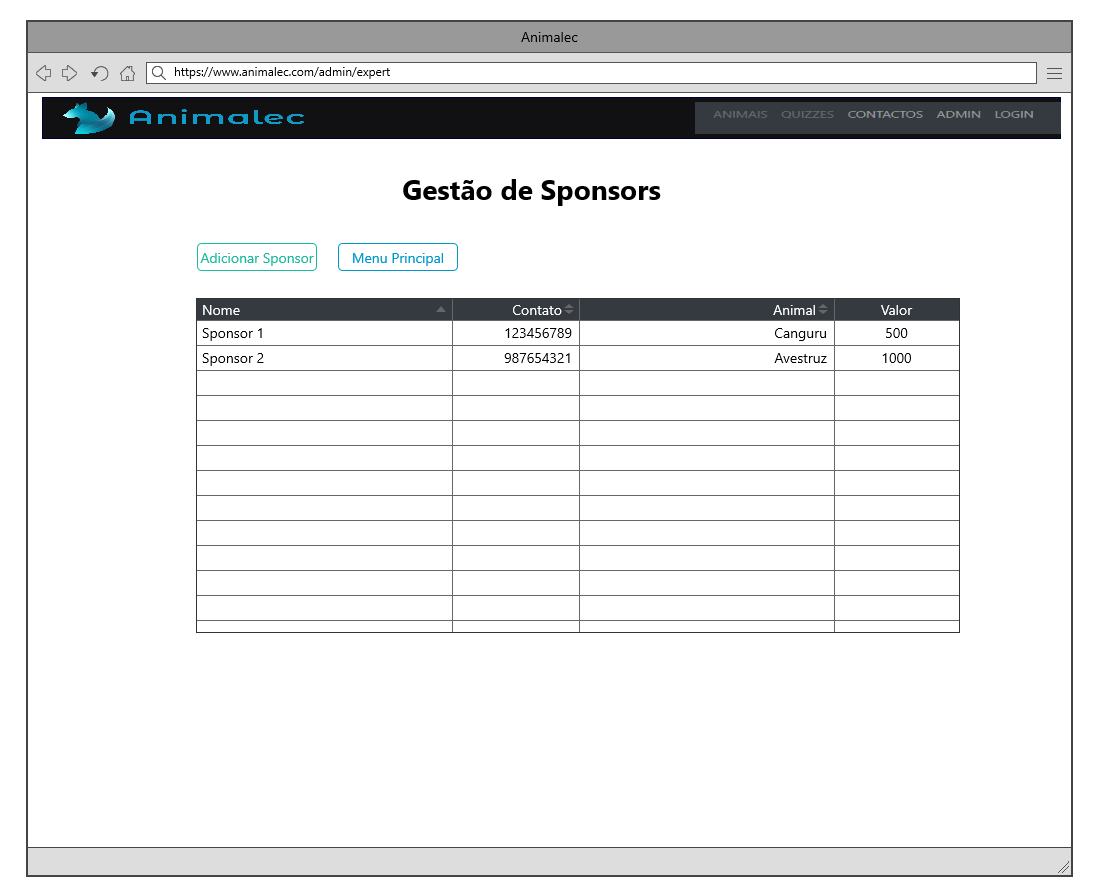 Animalec
https://www.animalec.com/admin/expert
Animalec ANIMAIS QUIZZES CONTACTOS ADMIN LOGIN
Gestão de Sponsors
Adicionar Sponsor Menu Principal
Nome Contato Animal Valor
Sponsor 1 123456789 Canguru 500
Sponsor 2 987654321 Avestruz 1000